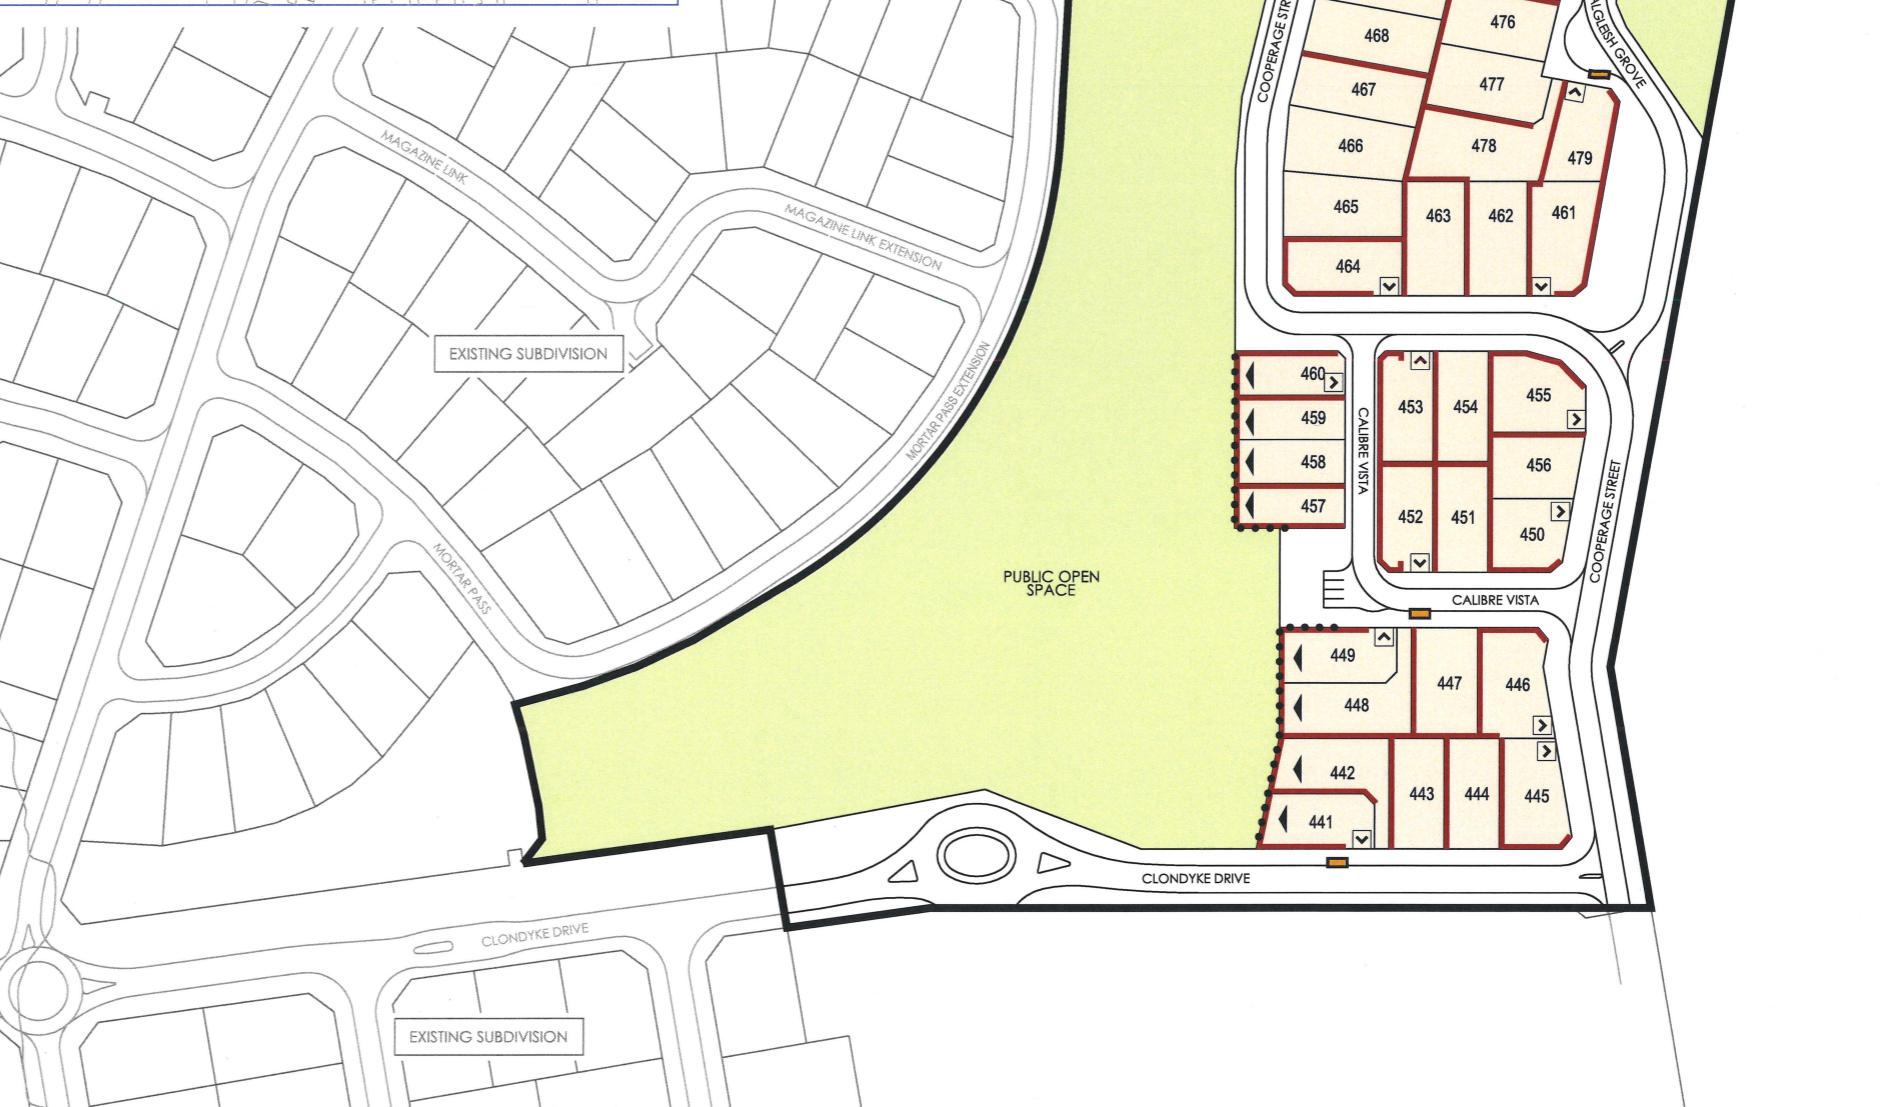 COOPERAGE STR
ALGLEISH GROVE
476
468
477
467
466
478
479
465
463
462
461
464
MAGAZINE LINK
MAGAZINE LINK EXTENSION
EXISTING SUBDIVISION
MORTAR PASS EXTENSION
460
459
458
457
CALIBRE VISTA
453
454
455
456
452
451
450
COOPERAGE STREET
MORTAR PASS
PUBLIC OPEN
SPACE
CALIBRE VISTA
449
448
447
446
442
443
444
445
441
CLONDYKE DRIVE
CLONDYKE DRIVE
EXISTING SUBDIVISION